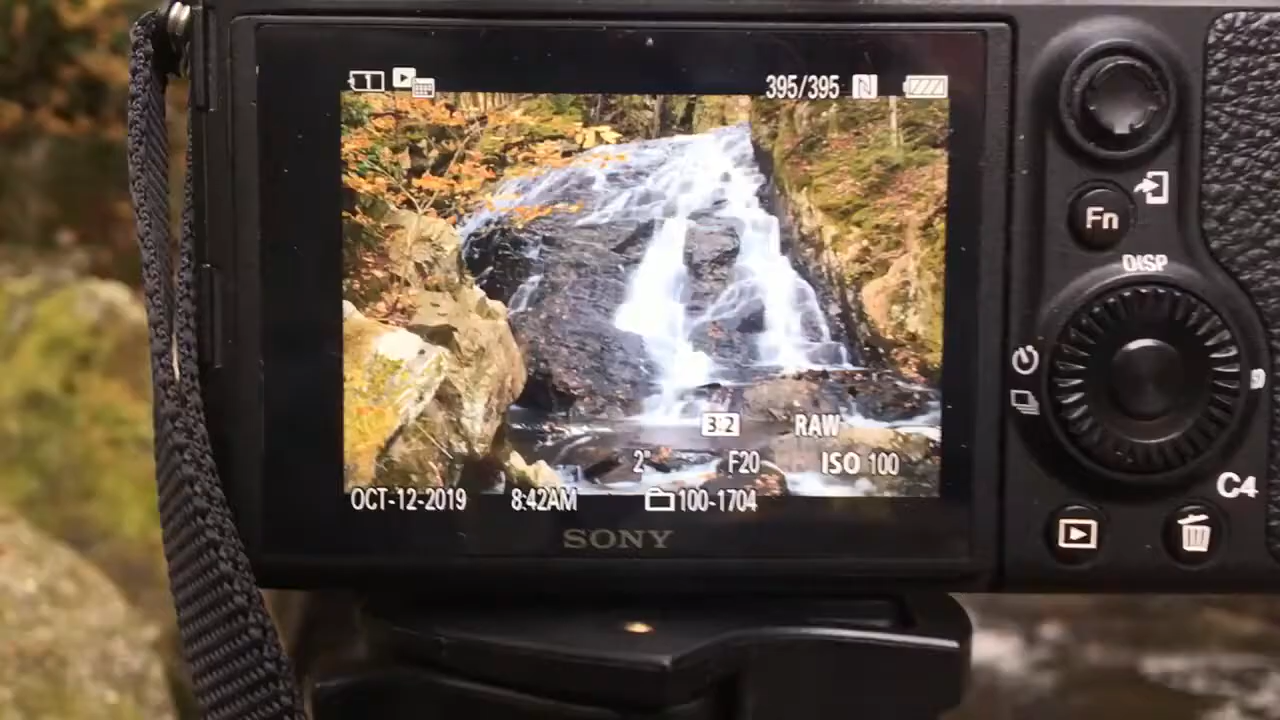 1 395/395 N
3:2 RAW
2" F20 ISO 100
OCT-12-2019 8:42AM 100-1704
SONY
Fn
DISP
C4